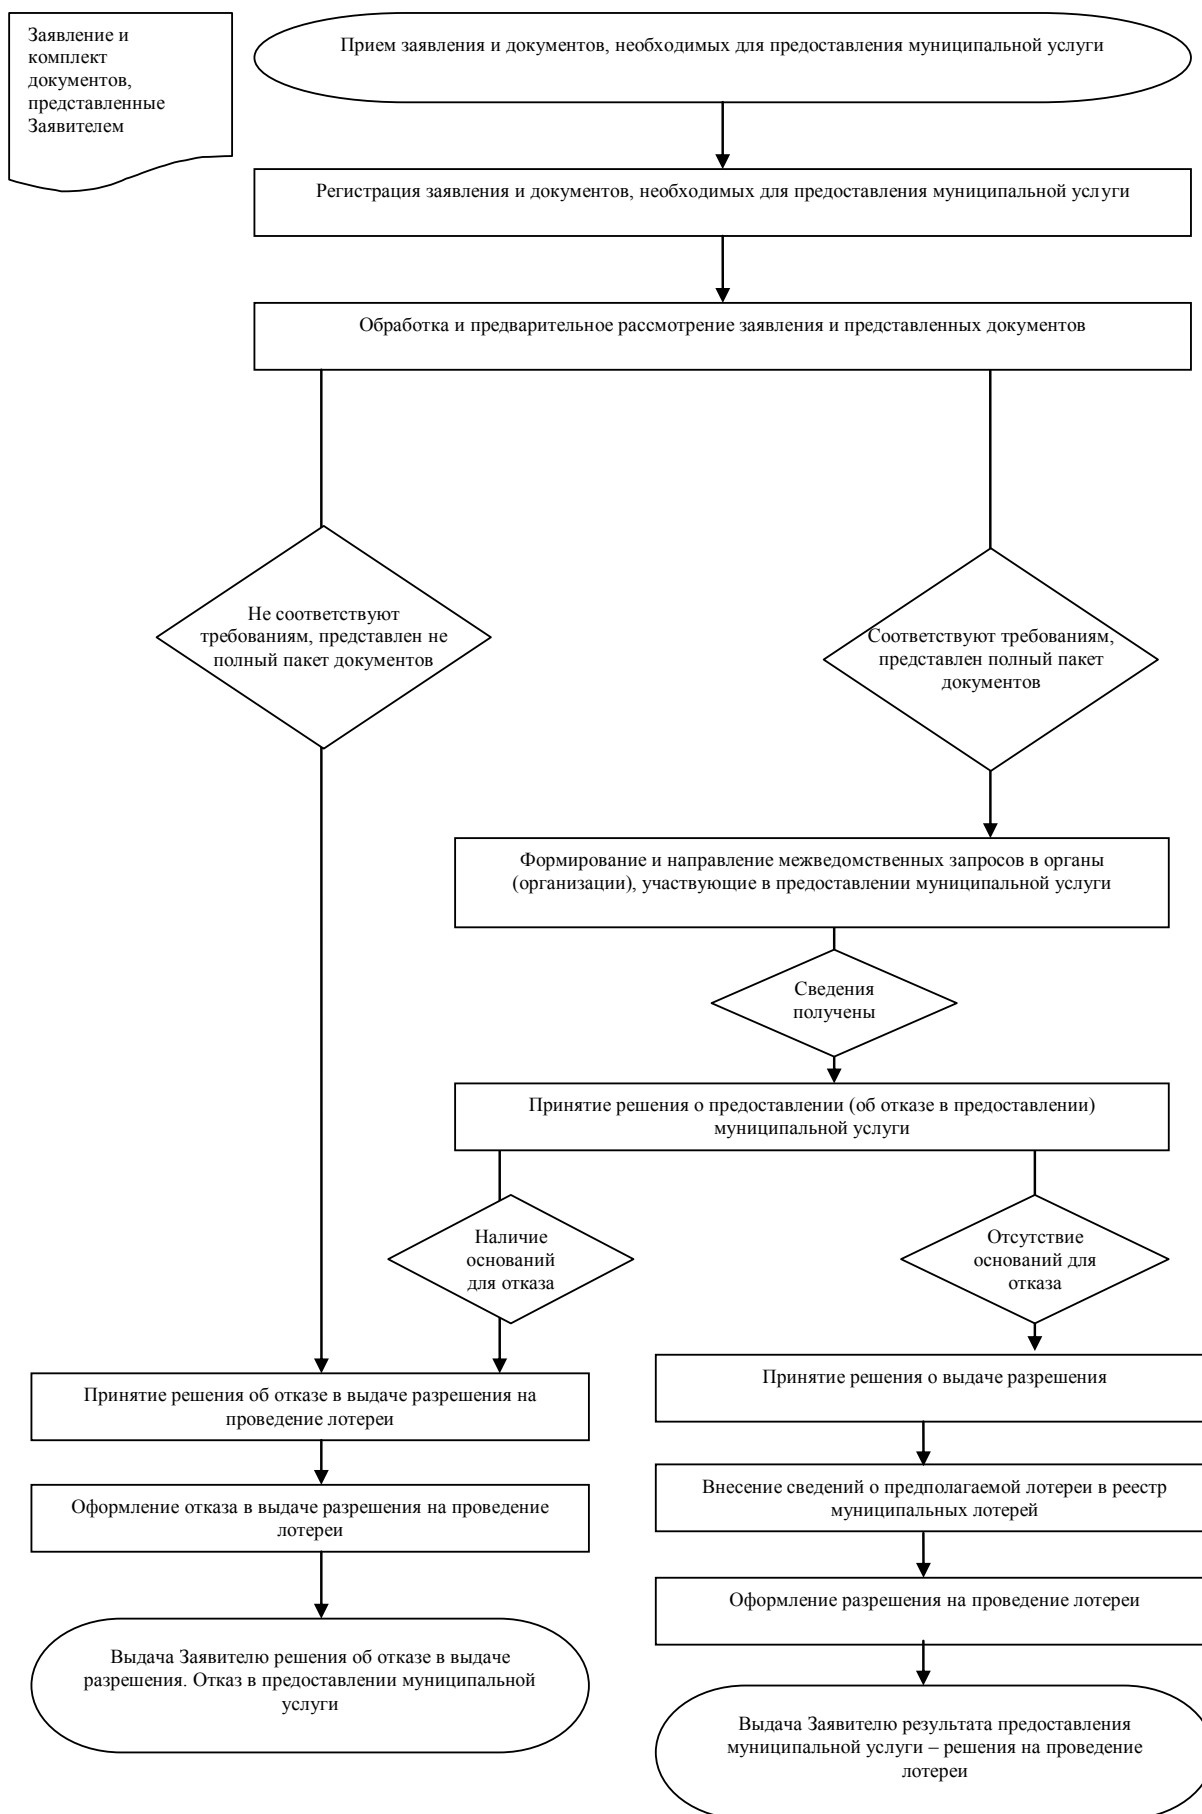 Заявление и
комплект
документов,
представленные
Заявителем
Прием заявления и документов, необходимых для предоставления муниципальной услуги
Регистрация заявления и документов, необходимых для предоставления муниципальной услуги
Обработка и предварительное рассмотрение заявления и представленных документов
Не соответствуют
требованиям, представлен не
полный пакет документов
Соответствуют требованиям,
представлен полный пакет
документов
Формирование и направление межведомственных запросов в органы
(организации), участвующие в предоставлении муниципальной услуги
Сведения
получены
Принятие решения о предоставлении (об отказе в предоставлении)
муниципальной услуги
Наличие
оснований
для отказа
Отсутствие
оснований для
отказа
Принятие решения об отказе в выдаче разрешения на
проведение лотереи
Принятие решения о выдаче разрешения
Оформление отказа в выдаче разрешения на проведение
лотереи
Внесение сведений о предполагаемой лотереи в реестр
муниципальных лотерей
Оформление разрешения на проведение лотереи
Выдача Заявителю решения об отказе в выдаче
разрешения. Отказ в предоставлении муниципальной
услуги
Выдача Заявителю результата предоставления
муниципальной услуги – решения на проведение
лотереи